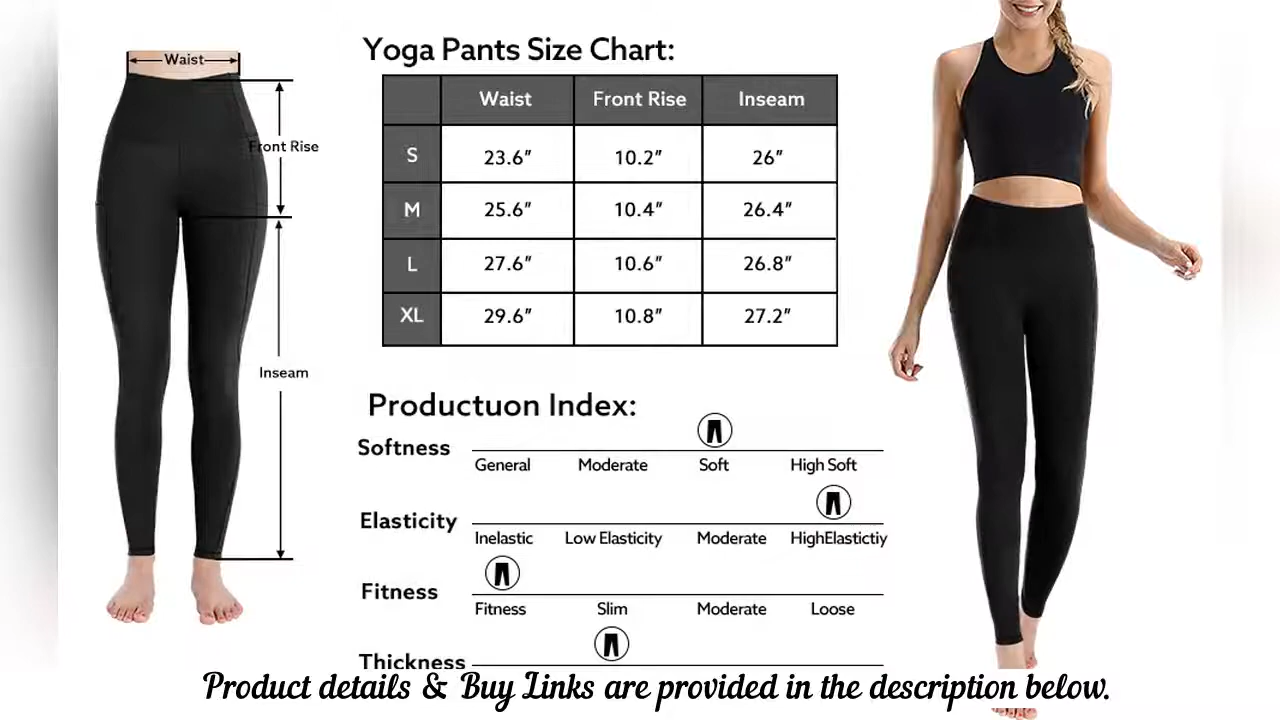 Waist
Front Rise
Inseam
Yoga Pants Size Chart:
Waist Front Rise Inseam
S 23.6″ 10.2″ 26″
M 25.6″ 10.4″ 26.4″
L 27.6″ 10.6″ 26.8″
XL 29.6″ 10.8″ 27.2″
Productuon Index:
Softness
General Moderate Soft High Soft
Elasticity
Inelastic Low Elasticity Moderate HighElastictiy
Fitness
Fitness Slim Moderate Loose
Thickness
Product details & Buy Links are provided in the description below.